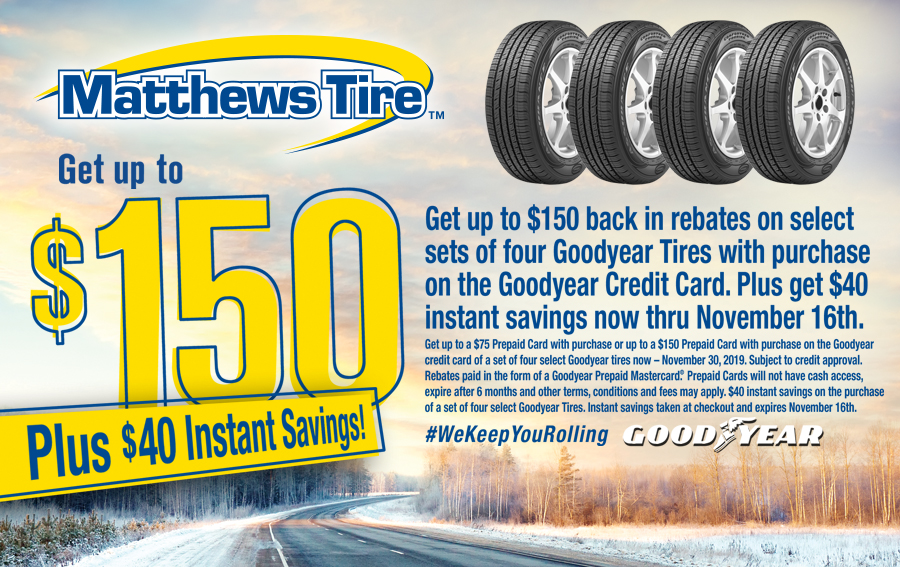 Matthews Tire™
Get up to
$150
Plus $40 Instant Savings!
Get up to $150 back in rebates on select
sets of four Goodyear Tires with purchase
on the Goodyear Credit Card. Plus get $40
instant savings now thru November 16th.
Get up to a $75 Prepaid Card with purchase or up to a $150 Prepaid Card with purchase on the Goodyear
credit card of a set of four select Goodyear tires now – November 30, 2019. Subject to credit approval.
Rebates paid in the form of a Goodyear Prepaid Mastercard.® Prepaid Cards will not have cash access,
expire after 6 months and other terms, conditions and fees may apply. $40 instant savings on the purchase
of a set of four select Goodyear Tires. Instant savings taken at checkout and expires November 16th.
#WeKeepYouRolling GOODYEAR